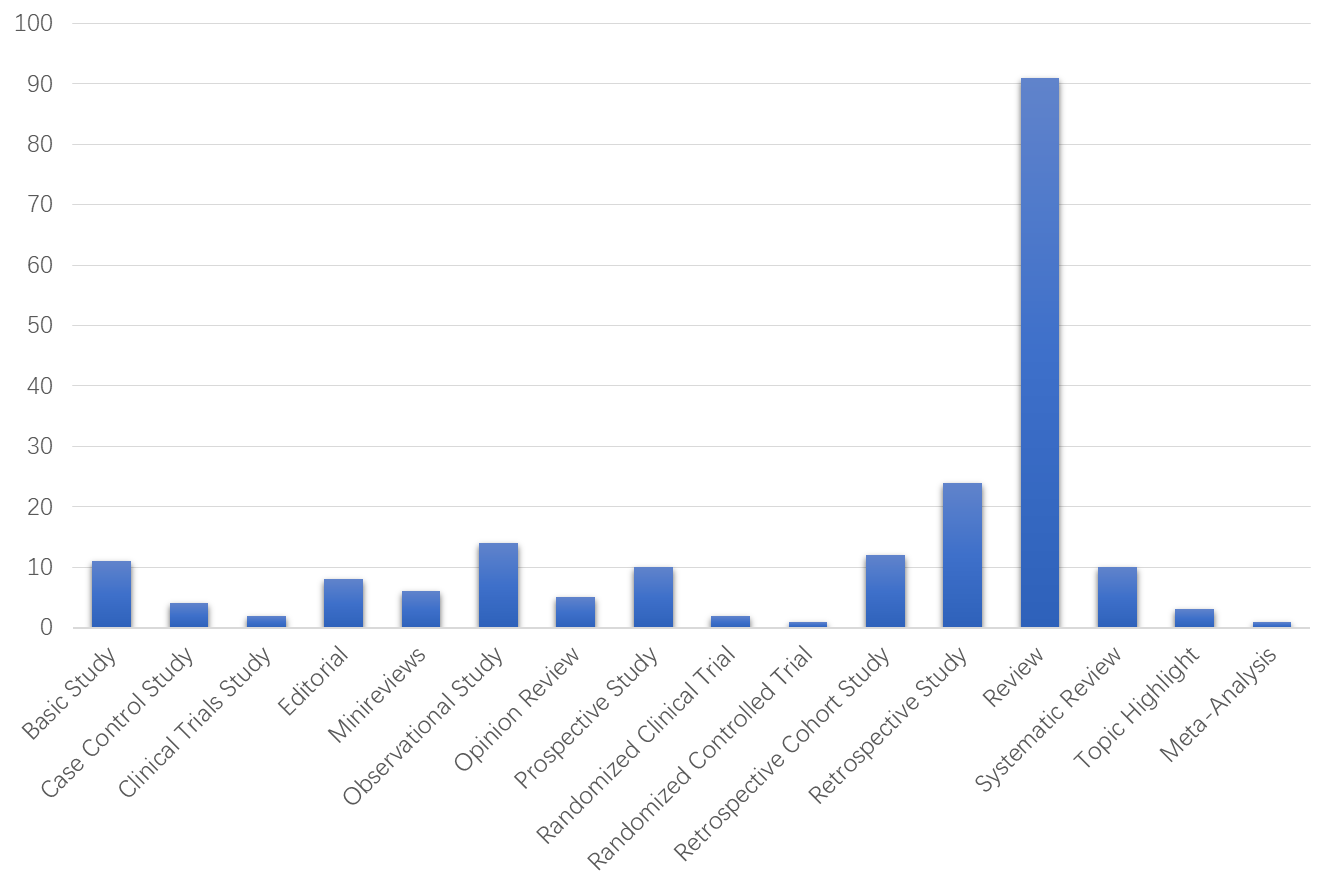 100
90
80
70
60
50
40
30
20
10
0
Basic Study
Case Control Study
Clinical Trials Study
Editorial
Minireviews
Observational Study
Opinion Review
Prospective Study
Randomized Clinical Trial
Randomized Controlled Trial
Retrospective Cohort Study
Retrospective Study
Review
Systematic Review
Topic Highlight
Meta-Analysis